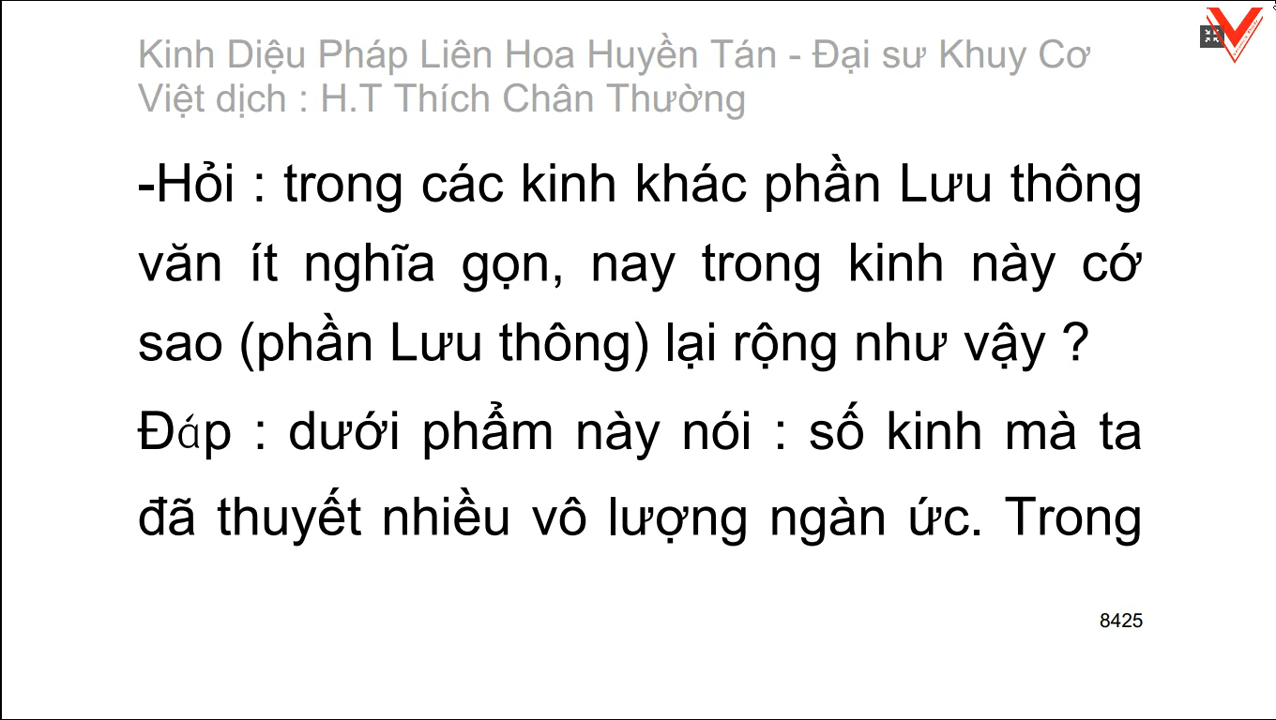 Kinh Diệu Pháp Liên Hoa Huyền Tán - Đại sư Khuy Cơ
Việt dịch : H.T Thích Chân Thường
-Hỏi : trong các kinh khác phần Lưu thông
văn ít nghĩa gọn, nay trong kinh này cớ
sao (phần Lưu thông) lại rộng như vậy ?
Đáp : dưới phẩm này nói : số kinh mà ta
đã thuyết nhiều vô lượng ngàn ức. Trong
8425